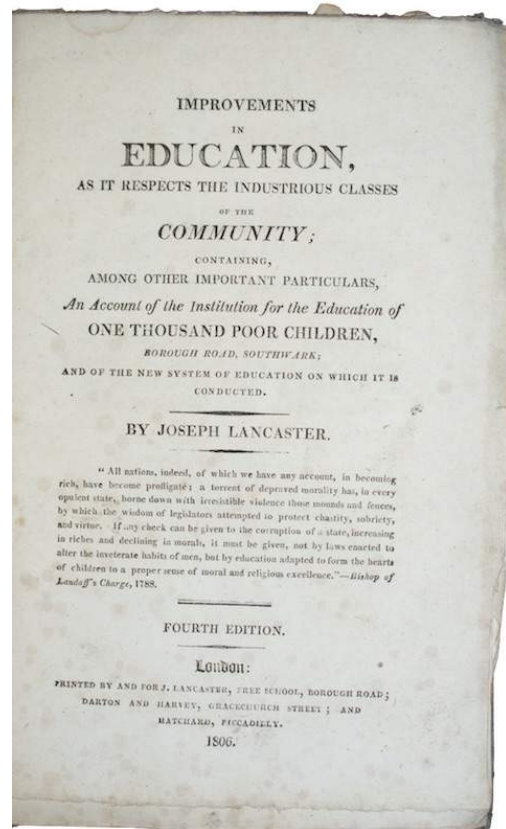 IMPROVEMENTS
IN
EDUCATION,
AS IT RESPECTS THE INDUSTRIOUS CLASSES
OF THE
COMMUNITY;
CONTAINING,
AMONG OTHER IMPORTANT PARTICULARS,
An Account of the Institution for the Education of
ONE THOUSAND POOR CHILDREN,
BOROUGH ROAD, SOUTHWARK;
AND OF THE NEW SYSTEM OF EDUCATION ON WHICH IT IS
CONDUCTED.
BY JOSEPH LANCASTER.
" All nations, indeed, of which we have any account, in becoming
rich, have become profligate: a torrent of depraved morality has, in every
opulent state, borne down with irresistible violence those mounds and fences,
by which the wisdom of legislators attempted to protect chastity, sobriety,
and virtue. If any check can be given to the corruption of a state, increasing
in riches and declining in morals, it must be given, not by laws enacted to
alter the inveterate habits of men, but by education adapted to form the hearts
of children to a proper sense of moral and religious excellence."—Bishop of
Landaff's Charge, 1788.
FOURTH EDITION.
London:
PRINTED BY AND FOR J. LANCASTER, FREE SCHOOL, BOROUGH ROAD;
DARTON AND HARVEY, GRACECHURCH STREET; AND
HATCHARD, PICCADILLY.
1806.